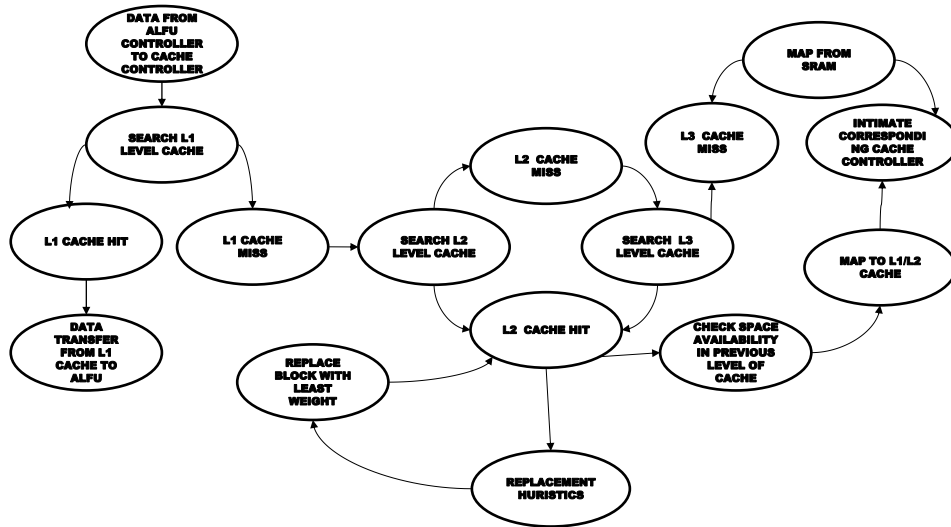 DATA FROM
ALFU
CONTROLLER
TO CACHE
CONTROLLER
SEARCH L1
LEVEL CACHE
L1 CACHE HIT
DATA
TRANSFER
FROM L1
CACHE TO
ALFU
L1 CACHE
MISS
SEARCH L2
LEVEL CACHE
L2 CACHE
MISS
SEARCH L3
LEVEL CACHE
L2 CACHE HIT
REPLACE
BLOCK WITH
LEAST
WEIGHT
REPLACEMENT
HURISTICS
CHECK SPACE
AVAILABILITY
IN PREVIOUS
LEVEL OF
CACHE
MAP TO L1/L2
CACHE
INTIMATE
CORRESPONDI
NG CACHE
CONTROLLER
L3 CACHE
MISS
MAP FROM
SRAM